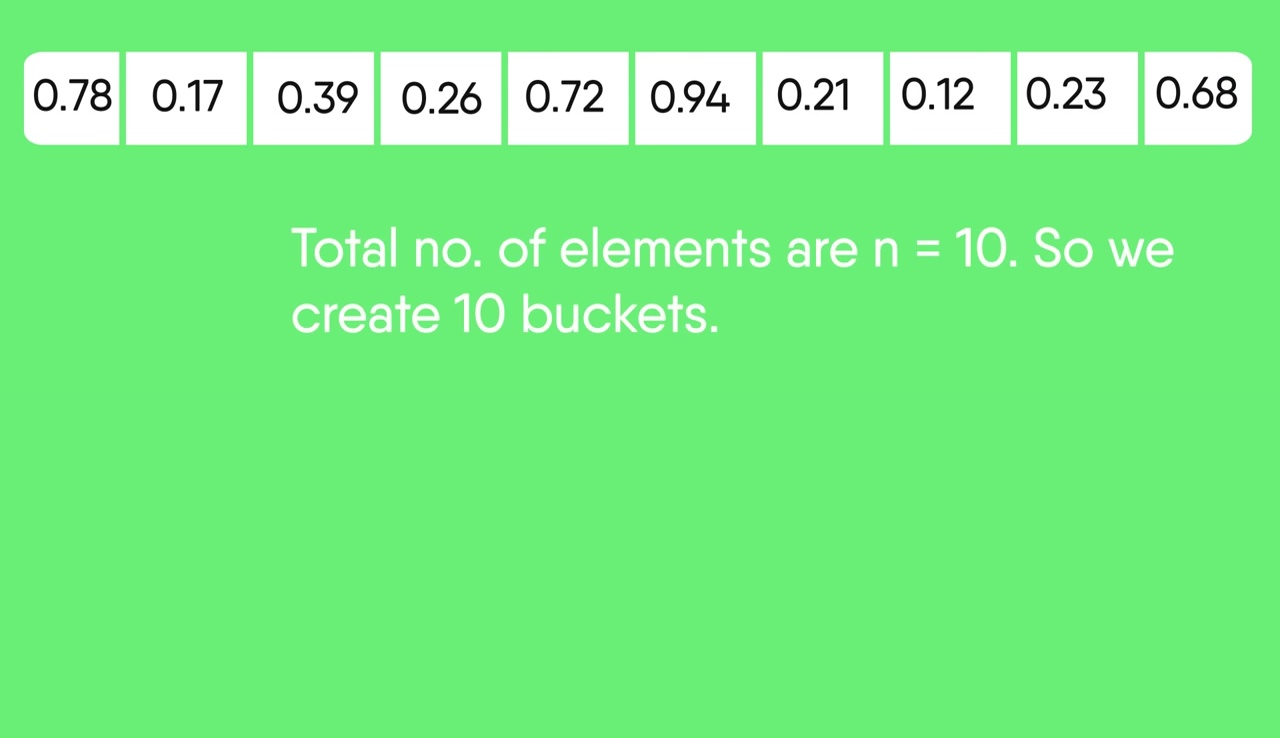 0.78 0.17 0.39 0.26 0.72 0.94 0.21 0.12 0.23 0.68
Total no. of elements are n = 10. So we
create 10 buckets.